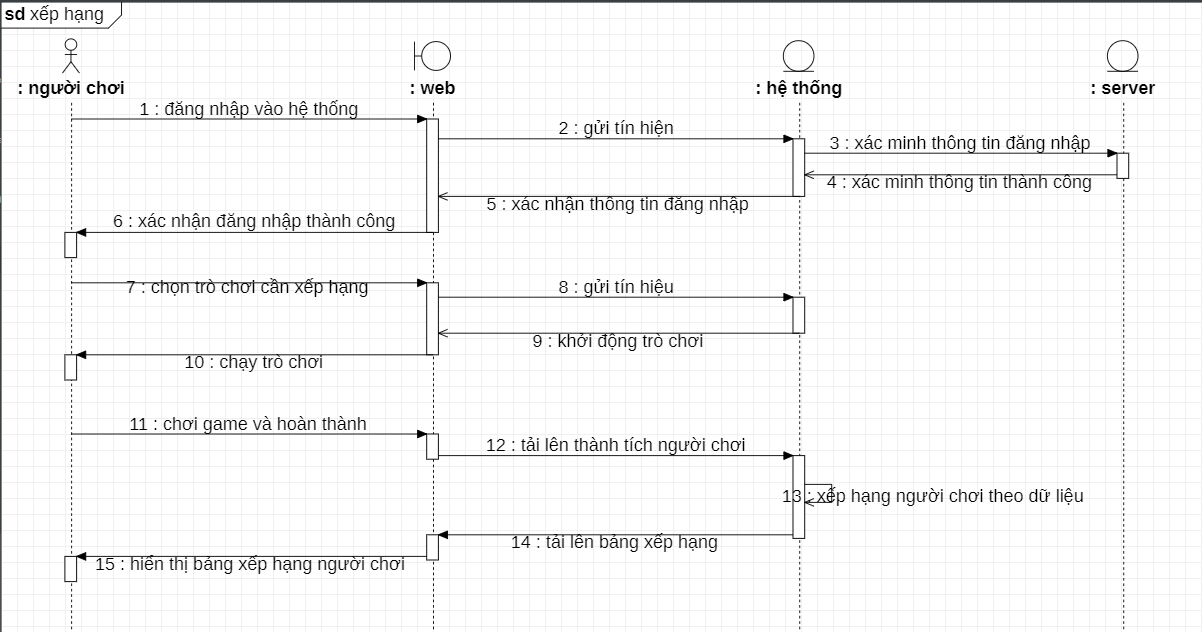 sd xếp hạng
: người chơi
: web
: hệ thống
: server
1 : đăng nhập vào hệ thống
2 : gửi tín hiện
3 : xác minh thông tin đăng nhập
4 : xác minh thông tin thành công
5 : xác nhận thông tin đăng nhập
6 : xác nhận đăng nhập thành công
7 : chọn trò chơi cần xếp hạng
8 : gửi tín hiệu
9 : khởi động trò chơi
10 : chạy trò chơi
11 : chơi game và hoàn thành
12 : tải lên thành tích người chơi
13 : xếp hạng người chơi theo dữ liệu
14 : tải lên bảng xếp hạng
15 : hiển thị bảng xếp hạng người chơi